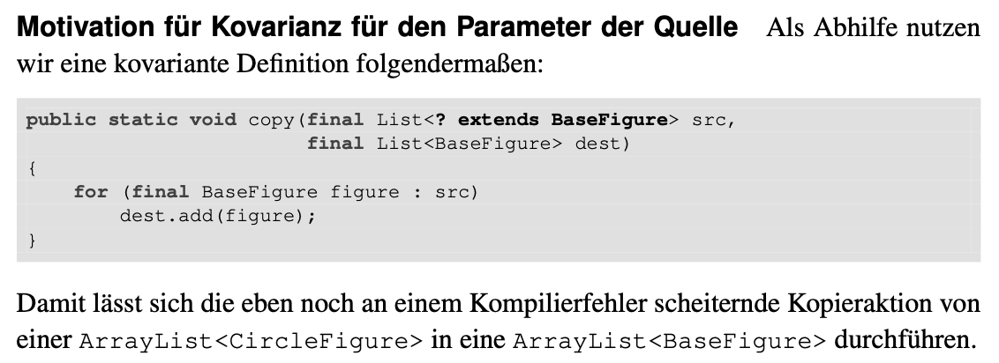 Motivation für Kovarianz für den Parameter der Quelle Als Abhilfe nutzen
wir eine kovariante Definition folgendermaßen:
public static void copy(final List<? extends BaseFigure> src,
                        final List<BaseFigure> dest)
{
    for (final BaseFigure figure : src)
        dest.add(figure);
}
Damit lässt sich die eben noch an einem Kompilierfehler scheiternde Kopieraktion von
einer ArrayList<CircleFigure> in eine ArrayList<BaseFigure> durchführen.